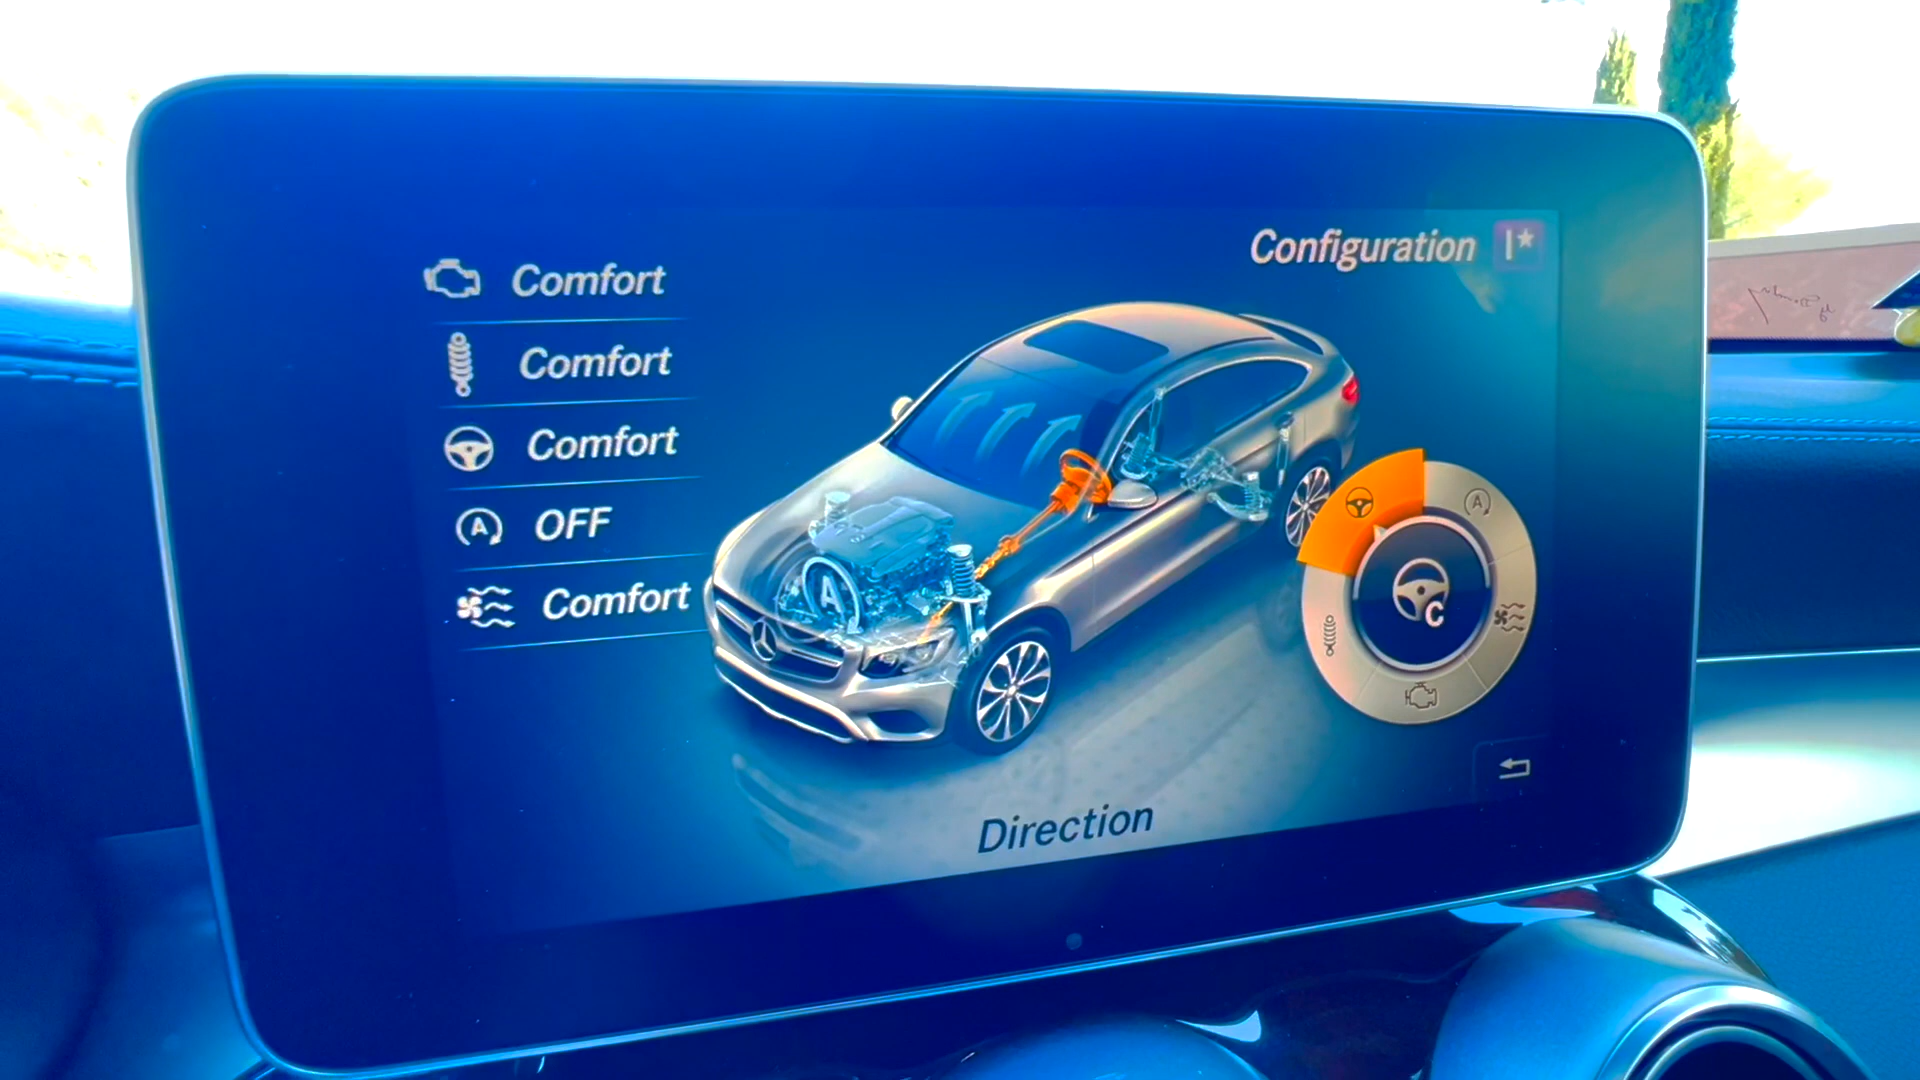 Configuration I★
Comfort
Comfort
Comfort
A OFF
Comfort
A
A
C
Direction